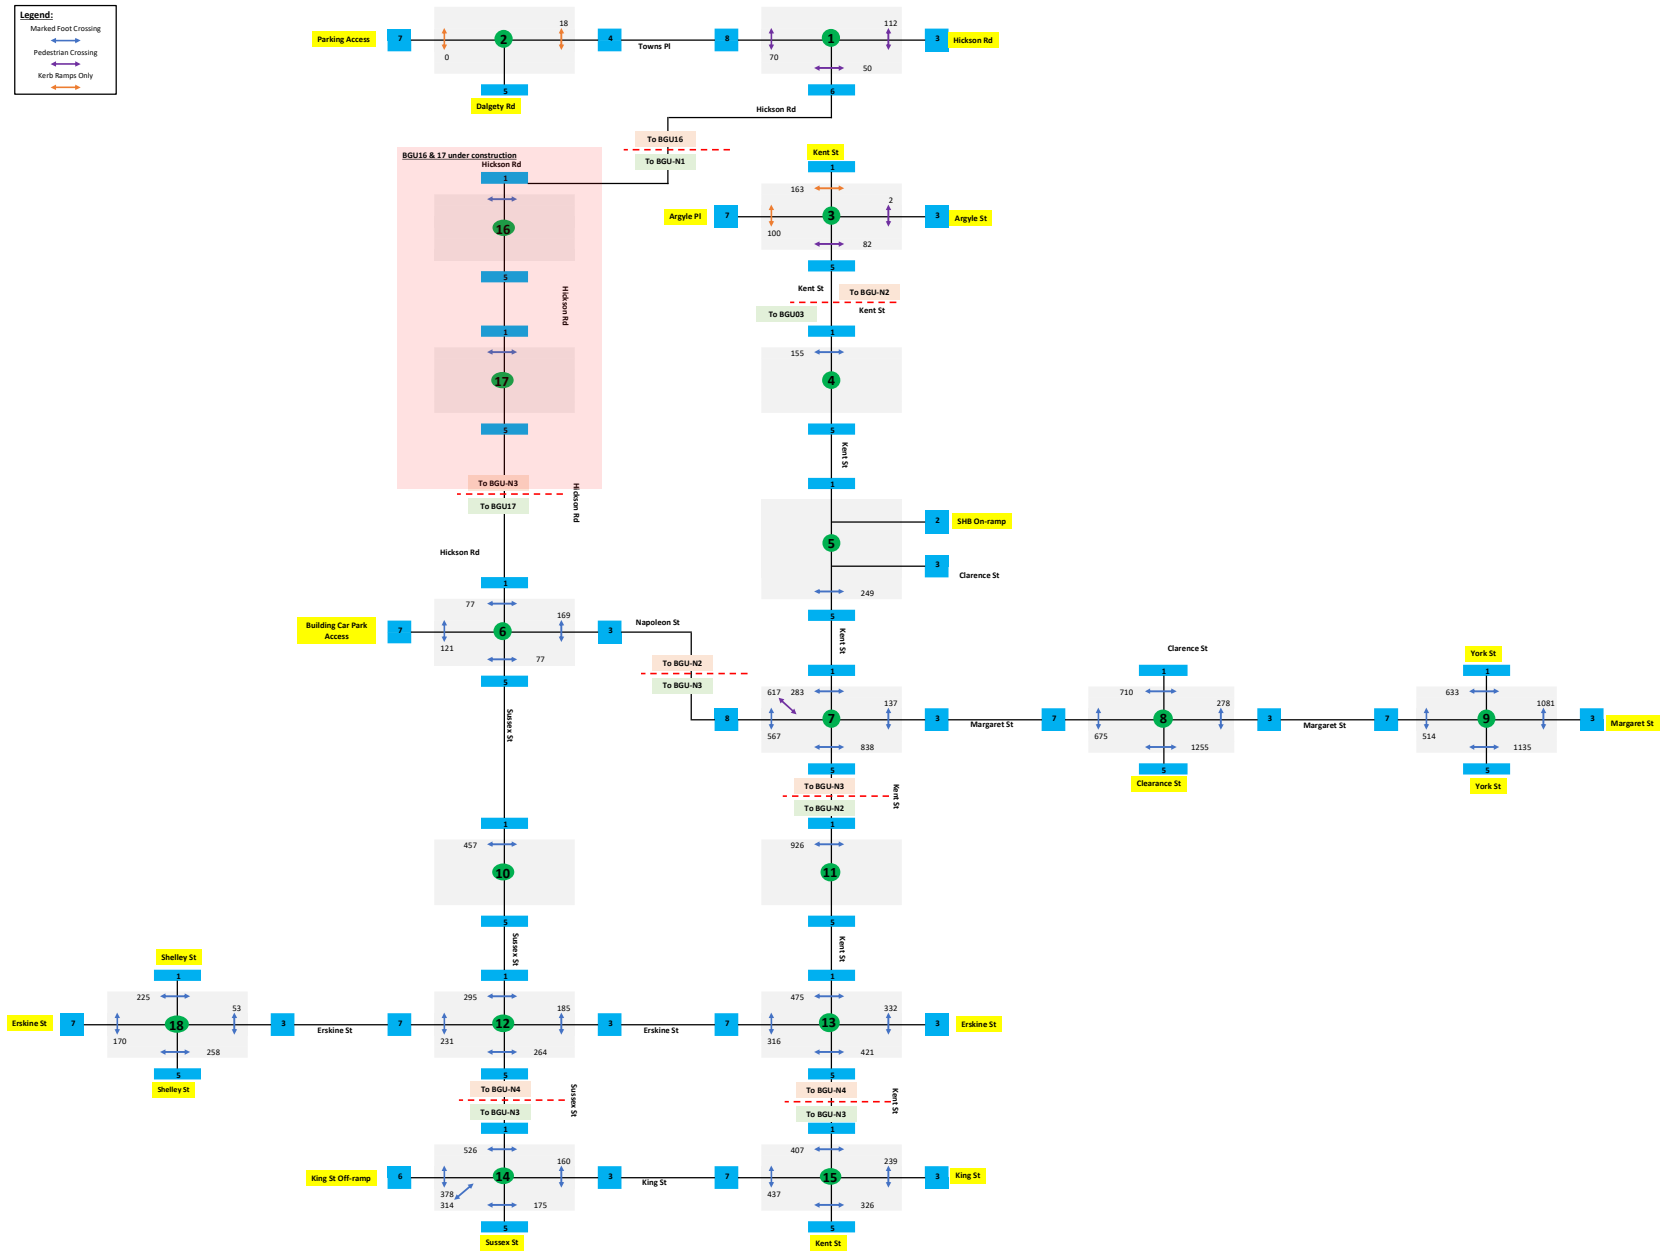 Legend:
Marked Foot Crossing
Pedestrian Crossing
Kerb Ramps Only
Parking Access
7
2
18
0
4
Towns Pl
8
1
112
70
50
3
Hickson Rd
5
Dalgety Rd
6
Hickson Rd
To BGU16
To BGU-N1
BGU16 & 17 under construction
Hickson Rd
1
16
5
Hickson Rd
1
17
5
To BGU-N3
To BGU17
Hickson Rd
Kent St
1
163
2
Argyle Pl
7
3
100
82
3
Argyle St
5
Kent St
To BGU-N2
To BGU03
Kent St
1
155
4
5
Kent St
1
2
SHB On-ramp
5
3
Clarence St
249
5
Kent St
Hickson Rd
1
77
169
Building Car Park
Access
7
6
121
77
3
Napoleon St
5
To BGU-N2
To BGU-N3
Sussex St
1
617
283
137
8
7
567
838
3
Margaret St
5
Clarence St
1
710
278
7
8
675
1255
3
Margaret St
5
Clearance St
York St
1
633
1081
7
9
514
1135
3
Margaret St
5
York St
To BGU-N3
To BGU-N2
Kent St
1
457
10
5
Sussex St
1
926
11
5
Kent St
Shelley St
1
225
53
Erskine St
7
18
170
258
3
Erskine St
5
Shelley St
1
295
185
7
12
231
264
3
Erskine St
5
1
475
332
7
13
316
421
3
Erskine St
5
To BGU-N4
To BGU-N3
Sussex St
To BGU-N4
To BGU-N3
Kent St
1
526
160
King St Off-ramp
6
14
378
314
175
3
King St
5
Sussex St
1
407
239
7
15
437
326
3
King St
5
Kent St